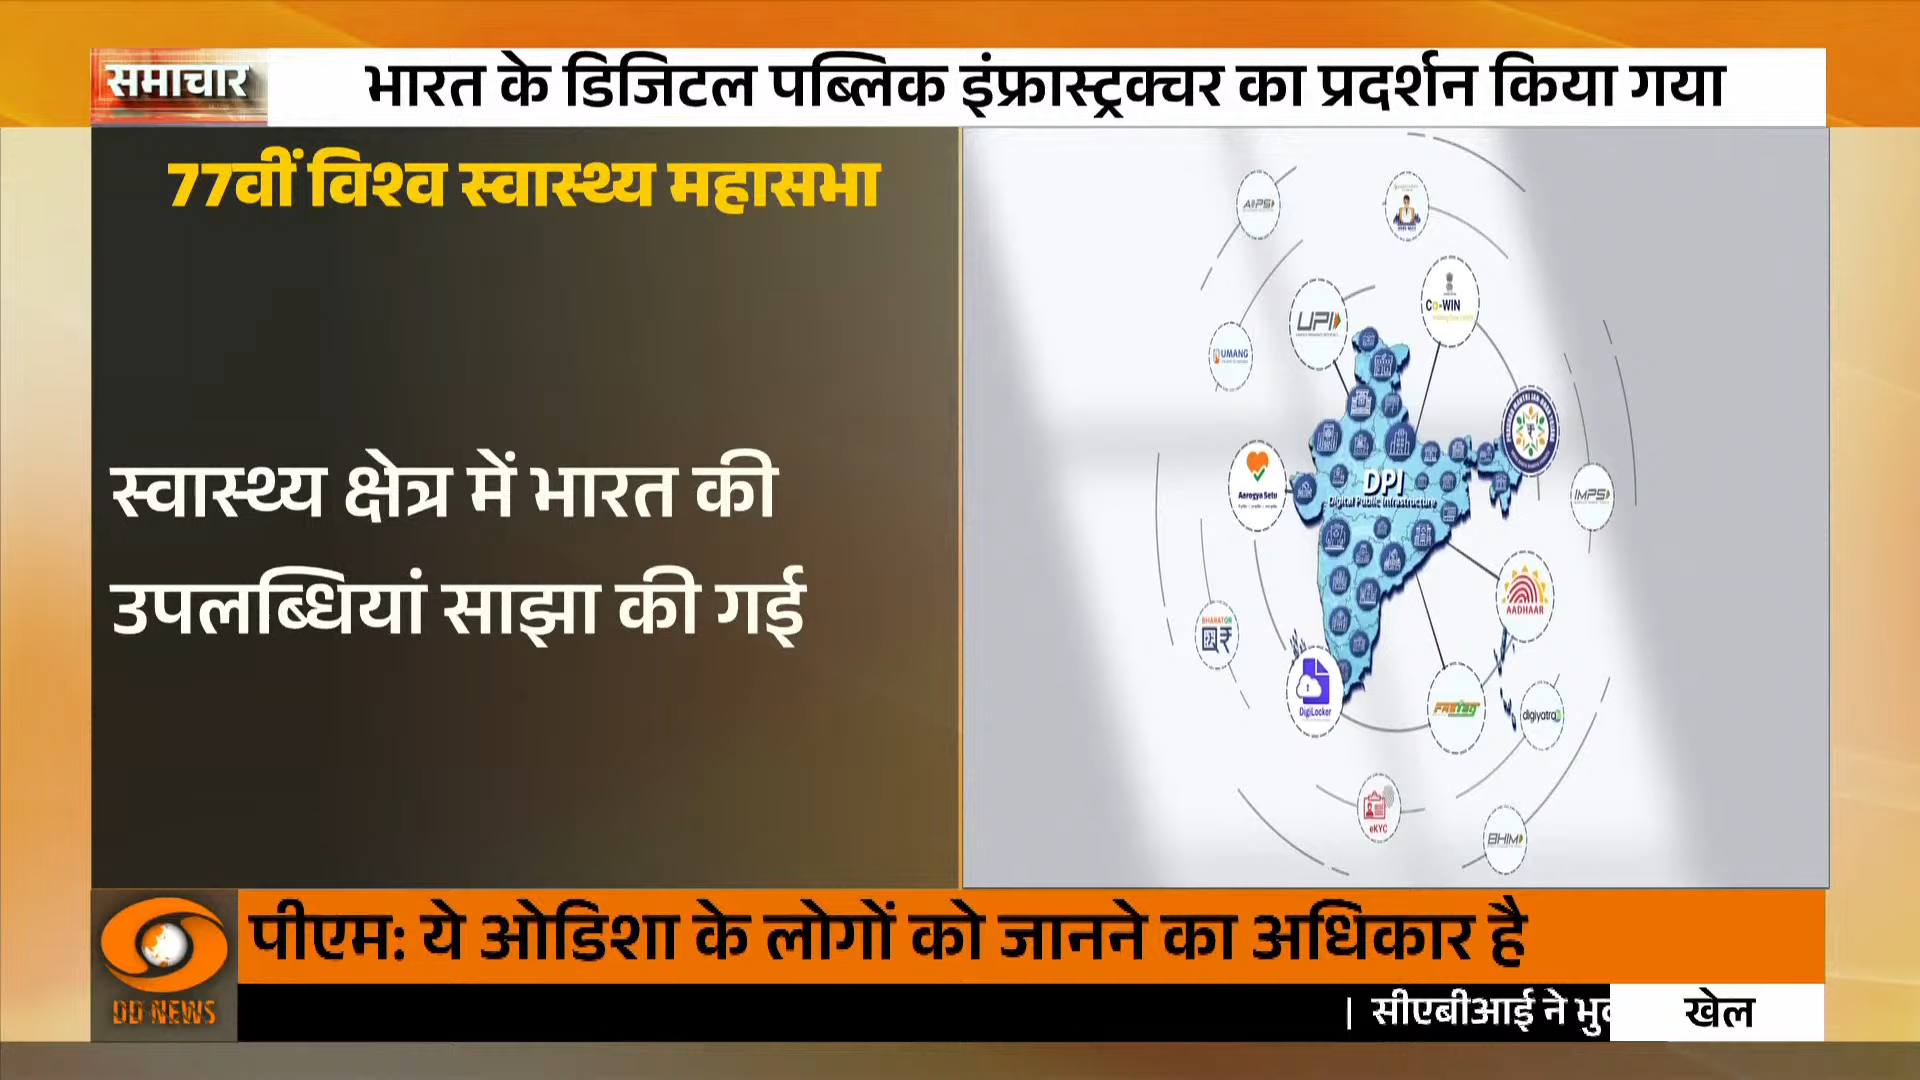 समाचार
भारत के डिजिटल पब्लिक इंफ्रास्ट्रक्चर का प्रदर्शन किया गया
77वीं विश्व स्वास्थ्य महासभा
स्वास्थ्य क्षेत्र में भारत की
उपलब्धियां साझा की गई
AePS
UPI
Co-WIN
UMANG
Aarogya Setu
DPI
Digital Public Infrastructure
IMPS
AADHAAR
BHARAT QR
DigiLocker
FASTag
digiyatra
eKYC
BHIM
पीएम: ये ओडिशा के लोगों को जानने का अधिकार है
DD NEWS
| सीएबीआई ने
खेल